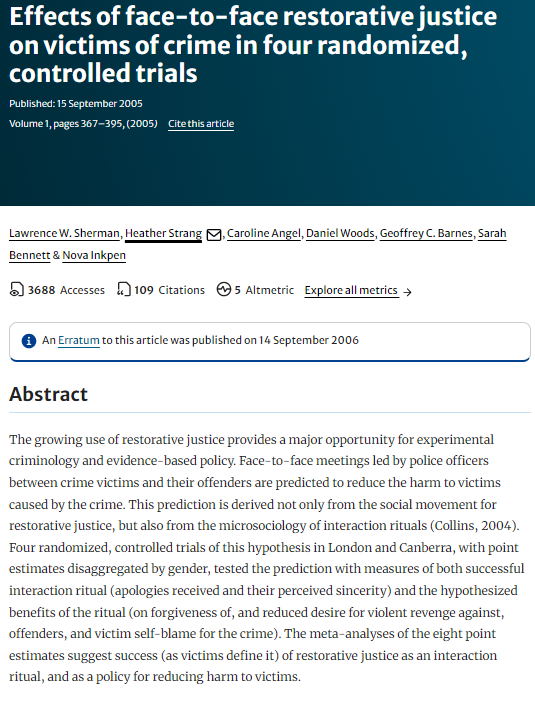 Effects of face-to-face restorative justice
on victims of crime in four randomized,
controlled trials
Published: 15 September 2005
Volume 1, pages 367–395, (2005) Cite this article
Lawrence W. Sherman, Heather Strang, Caroline Angel, Daniel Woods, Geoffrey C. Barnes, Sarah
Bennett & Nova Inkpen
3688 Accesses 109 Citations 5 Altmetric Explore all metrics →
An Erratum to this article was published on 14 September 2006
Abstract
The growing use of restorative justice provides a major opportunity for experimental
criminology and evidence-based policy. Face-to-face meetings led by police officers
between crime victims and their offenders are predicted to reduce the harm to victims
caused by the crime. This prediction is derived not only from the social movement for
restorative justice, but also from the microsociology of interaction rituals (Collins, 2004).
Four randomized, controlled trials of this hypothesis in London and Canberra, with point
estimates disaggregated by gender, tested the prediction with measures of both successful
interaction ritual (apologies received and their perceived sincerity) and the hypothesized
benefits of the ritual (on forgiveness of, and reduced desire for violent revenge against,
offenders, and victim self-blame for the crime). The meta-analyses of the eight point
estimates suggest success (as victims define it) of restorative justice as an interaction
ritual, and as a policy for reducing harm to victims.